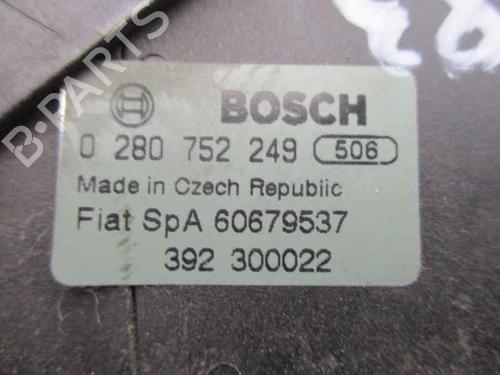 BOSCH
0 280 752 249 506
Made in Czech Republic
Fiat SpA 60679537
392 300022
B-PARTS